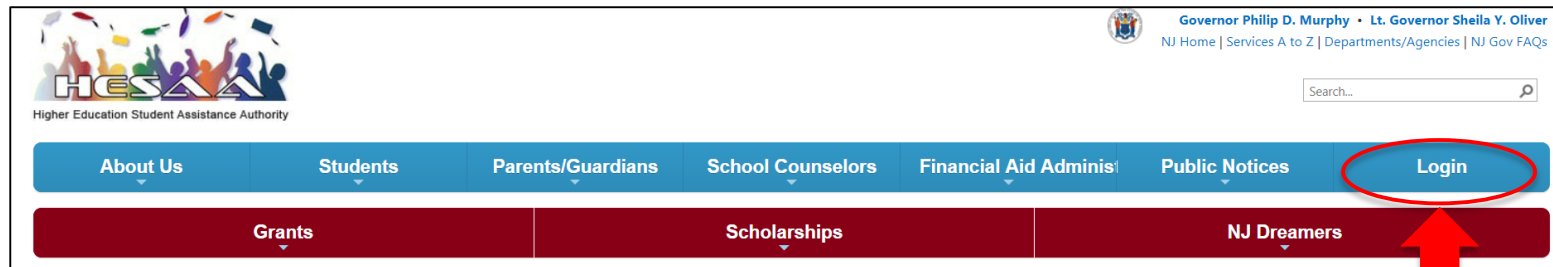 Governor Philip D. Murphy • Lt. Governor Sheila Y. Oliver
NJ Home | Services A to Z | Departments/Agencies | NJ Gov FAQs
HESAA
Higher Education Student Assistance Authority
Search...
About Us Students Parents/Guardians School Counselors Financial Aid Adminis Public Notices Login
Grants Scholarships NJ Dreamers